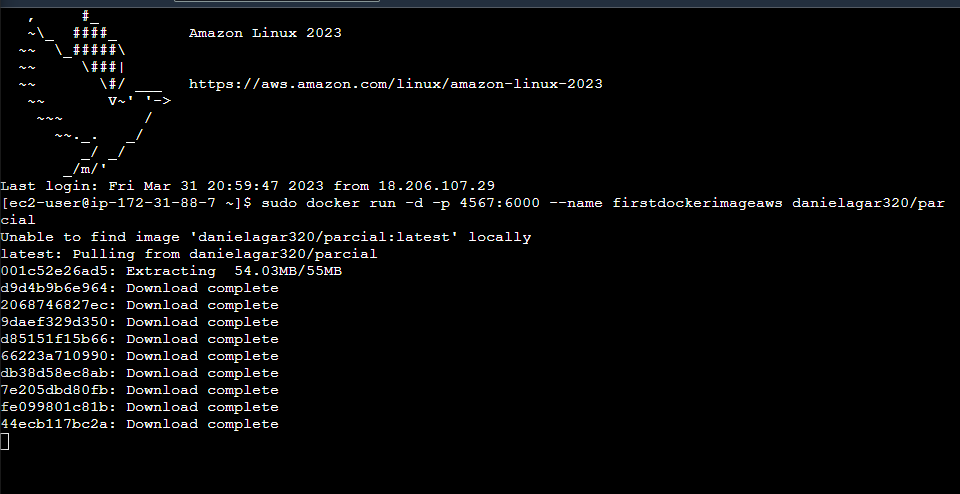 ,     #_
   ~\_  ####_        Amazon Linux 2023
  ~~  \_#####\
  ~~     \###|
  ~~       \#/ ___   https://aws.amazon.com/linux/amazon-linux-2023
   ~~       V~' '->
    ~~~         /
      ~~._.   _/
         _/ _/
       _/m/'
Last login: Fri Mar 31 20:59:47 2023 from 18.206.107.29
[ec2-user@ip-172-31-88-7 ~]$ sudo docker run -d -p 4567:6000 --name firstdockerimageaws danielagar320/par
cial
Unable to find image 'danielagar320/parcial:latest' locally
latest: Pulling from danielagar320/parcial
001c52e26ad5: Extracting  54.03MB/55MB
d9d4b9b6e964: Download complete
2068746827ec: Download complete
9daef329d350: Download complete
d85151f15b66: Download complete
66223a710990: Download complete
db38d58ec8ab: Download complete
7e205dbd80fb: Download complete
fe099801c81b: Download complete
44ecb117bc2a: Download complete